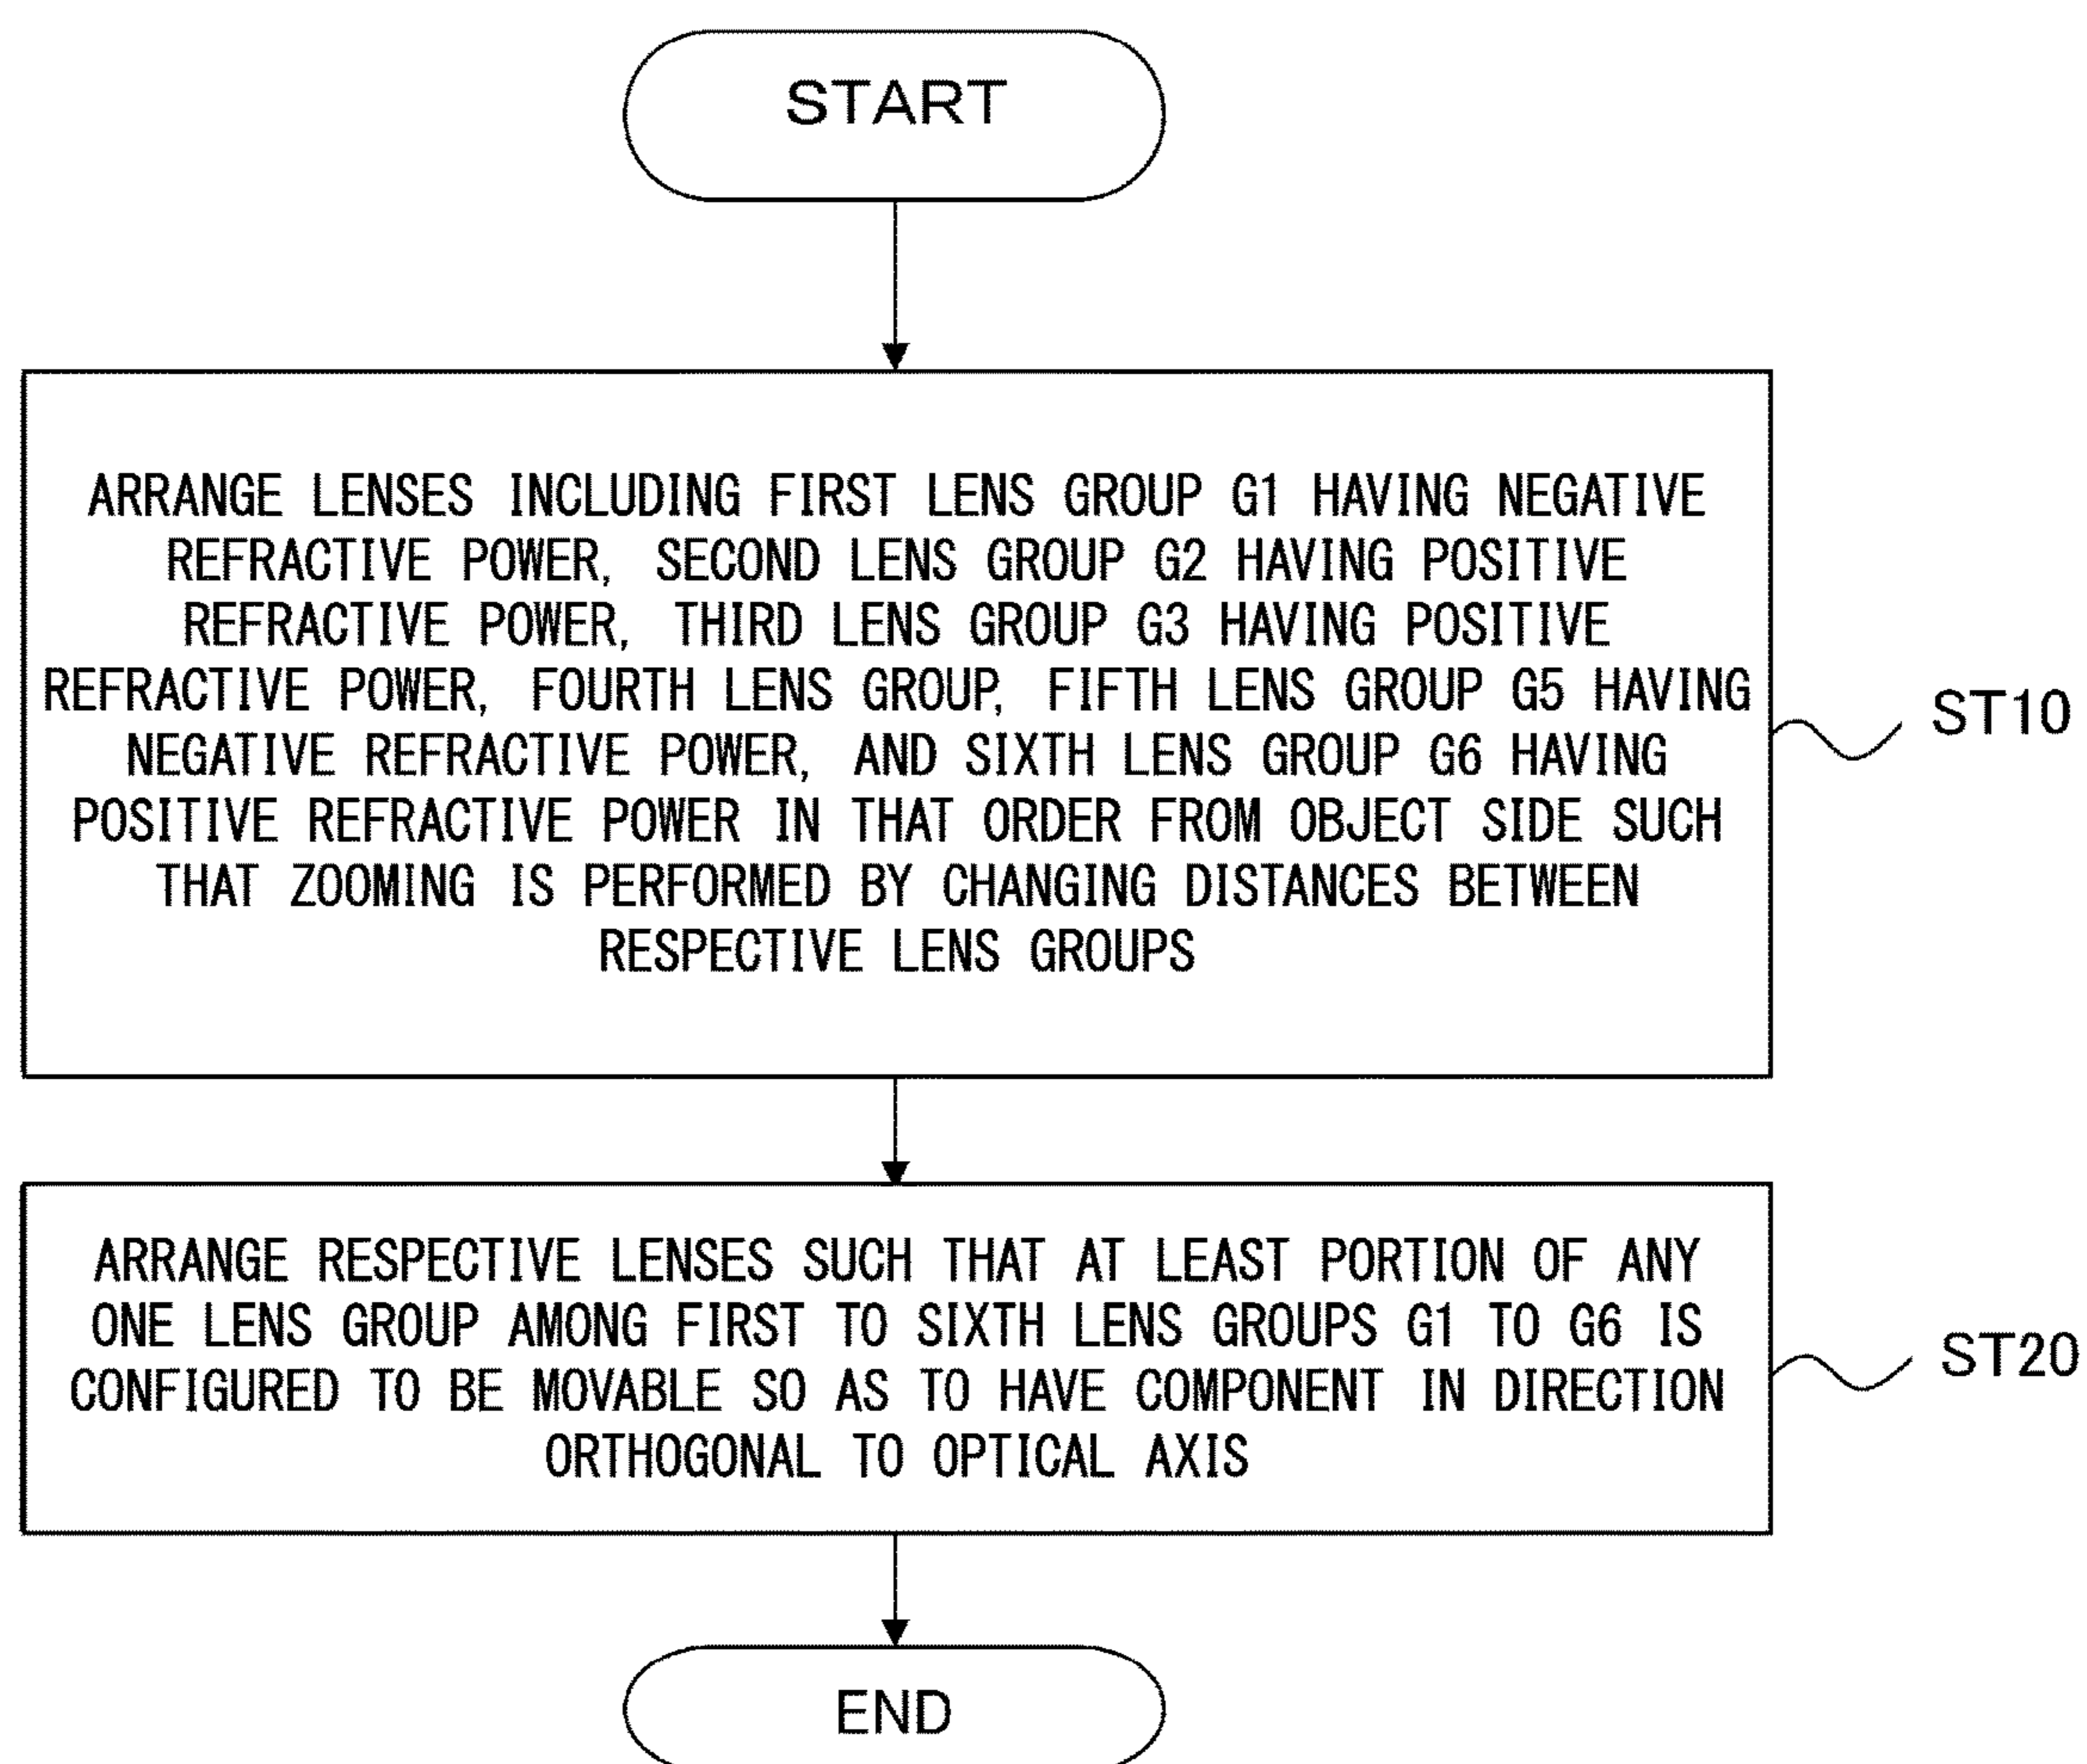 START
ARRANGE LENSES INCLUDING FIRST LENS GROUP G1 HAVING NEGATIVE
REFRACTIVE POWER, SECOND LENS GROUP G2 HAVING POSITIVE
REFRACTIVE POWER, THIRD LENS GROUP G3 HAVING POSITIVE
REFRACTIVE POWER, FOURTH LENS GROUP, FIFTH LENS GROUP G5 HAVING
NEGATIVE REFRACTIVE POWER, AND SIXTH LENS GROUP G6 HAVING
POSITIVE REFRACTIVE POWER IN THAT ORDER FROM OBJECT SIDE SUCH
THAT ZOOMING IS PERFORMED BY CHANGING DISTANCES BETWEEN
RESPECTIVE LENS GROUPS
ST10
ARRANGE RESPECTIVE LENSES SUCH THAT AT LEAST PORTION OF ANY
ONE LENS GROUP AMONG FIRST TO SIXTH LENS GROUPS G1 TO G6 IS
CONFIGURED TO BE MOVABLE SO AS TO HAVE COMPONENT IN DIRECTION
ORTHOGONAL TO OPTICAL AXIS
ST20
END